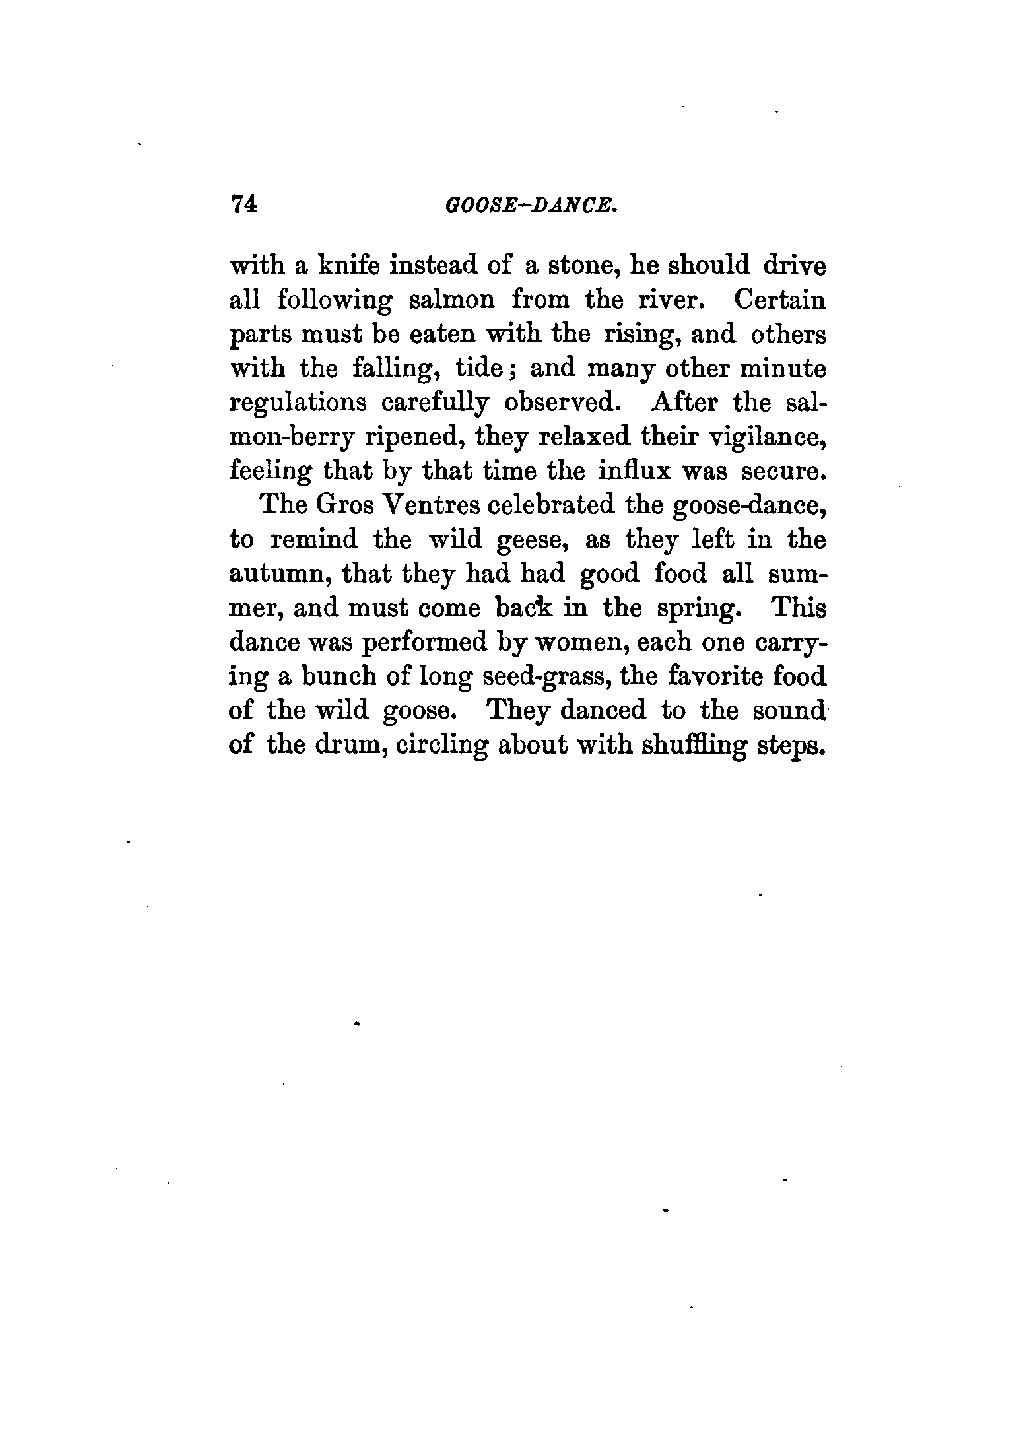 74 GOOSE-DANCE.
with a knife instead of a stone, he should drive
all following salmon from the river. Certain
parts must be eaten with the rising, and others
with the falling, tide; and many other minute
regulations carefully observed. After the sal-
mon-berry ripened, they relaxed their vigilance,
feeling that by that time the influx was secure.
The Gros Ventres celebrated the goose-dance,
to remind the wild geese, as they left in the
autumn, that they had had good food all sum-
mer, and must come back in the spring. This
dance was performed by women, each one carry-
ing a bunch of long seed-grass, the favorite food
of the wild goose. They danced to the sound
of the drum, circling about with shuffling steps.